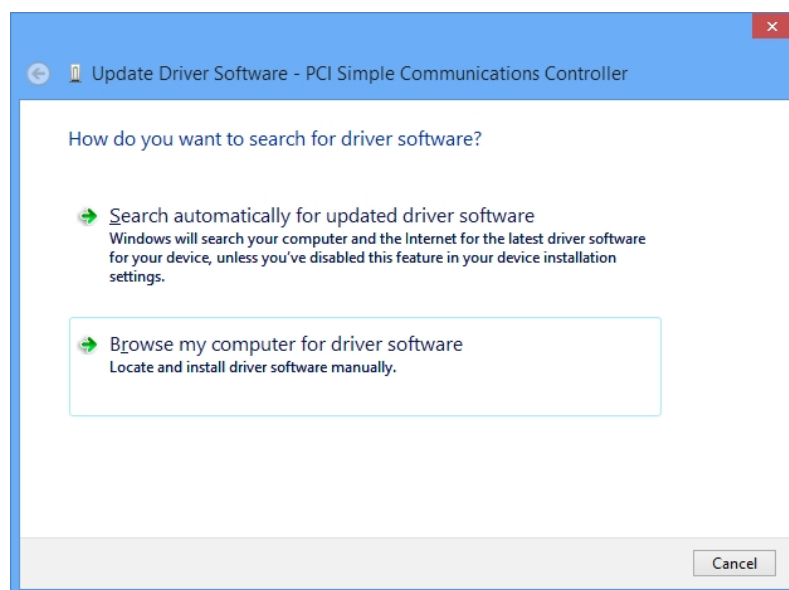 Update Driver Software - PCI Simple Communications Controller
How do you want to search for driver software?
Search automatically for updated driver software
Windows will search your computer and the Internet for the latest driver software
for your device, unless you've disabled this feature in your device installation
settings.
Browse my computer for driver software
Locate and install driver software manually.
Cancel